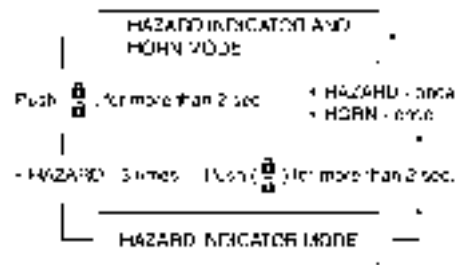 HAZARD INDICATOR AND
HORN MODE
Push , for more than 2 sec.
• HAZARD - once
• HORN - once
• HAZARD - 3 times
Push ( ) for more than 2 sec.
HAZARD INDICATOR MODE